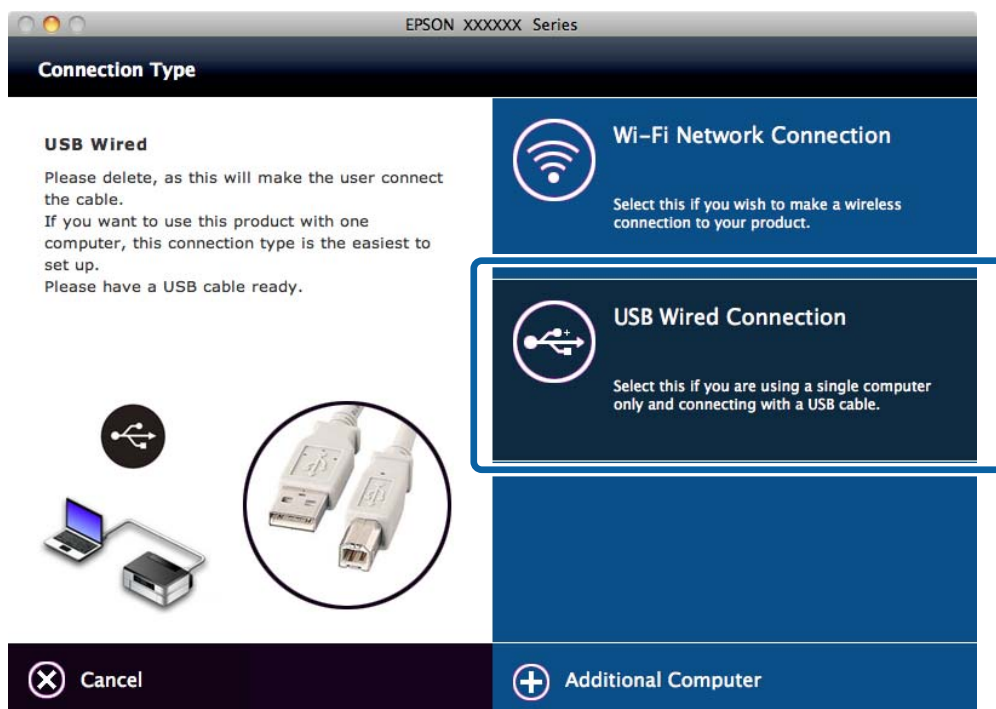 EPSON XXXXXX Series
Connection Type
USB Wired
Please delete, as this will make the user connect
the cable.
If you want to use this product with one
computer, this connection type is the easiest to
set up.
Please have a USB cable ready.
Wi-Fi Network Connection
Select this if you wish to make a wireless
connection to your product.
USB Wired Connection
Select this if you are using a single computer
only and connecting with a USB cable.
Cancel
Additional Computer